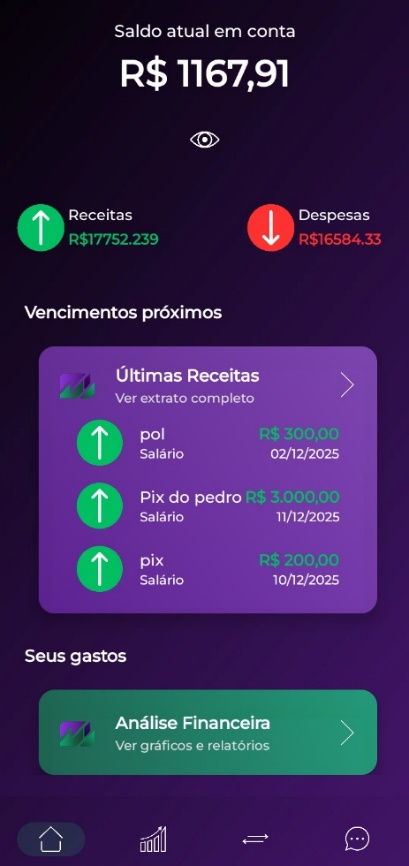 Saldo atual em conta
R$ 1167,91
Receitas
R$17752.239
Despesas
R$16584.33
Vencimentos próximos
Últimas Receitas
Ver extrato completo
pol R$ 300,00
Salário 02/12/2025
Pix do pedro R$ 3.000,00
Salário 11/12/2025
pix R$ 200,00
Salário 10/12/2025
Seus gastos
Análise Financeira
Ver gráficos e relatórios